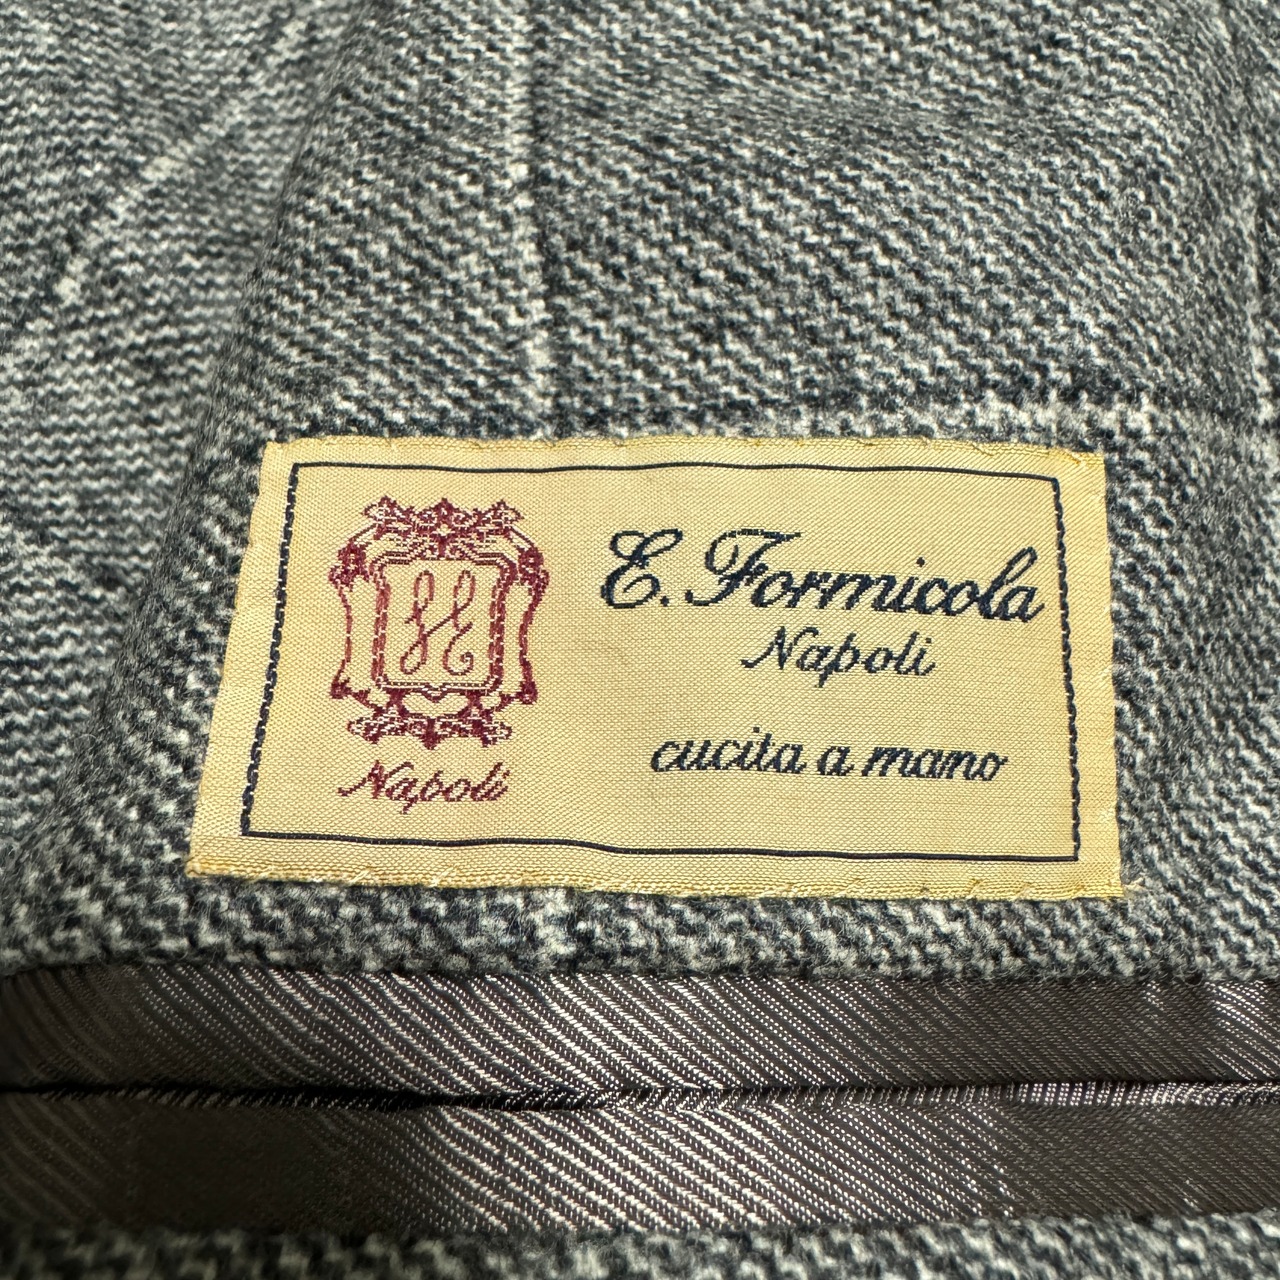 E. Formicola
Napoli
cucita a mano
Napoli